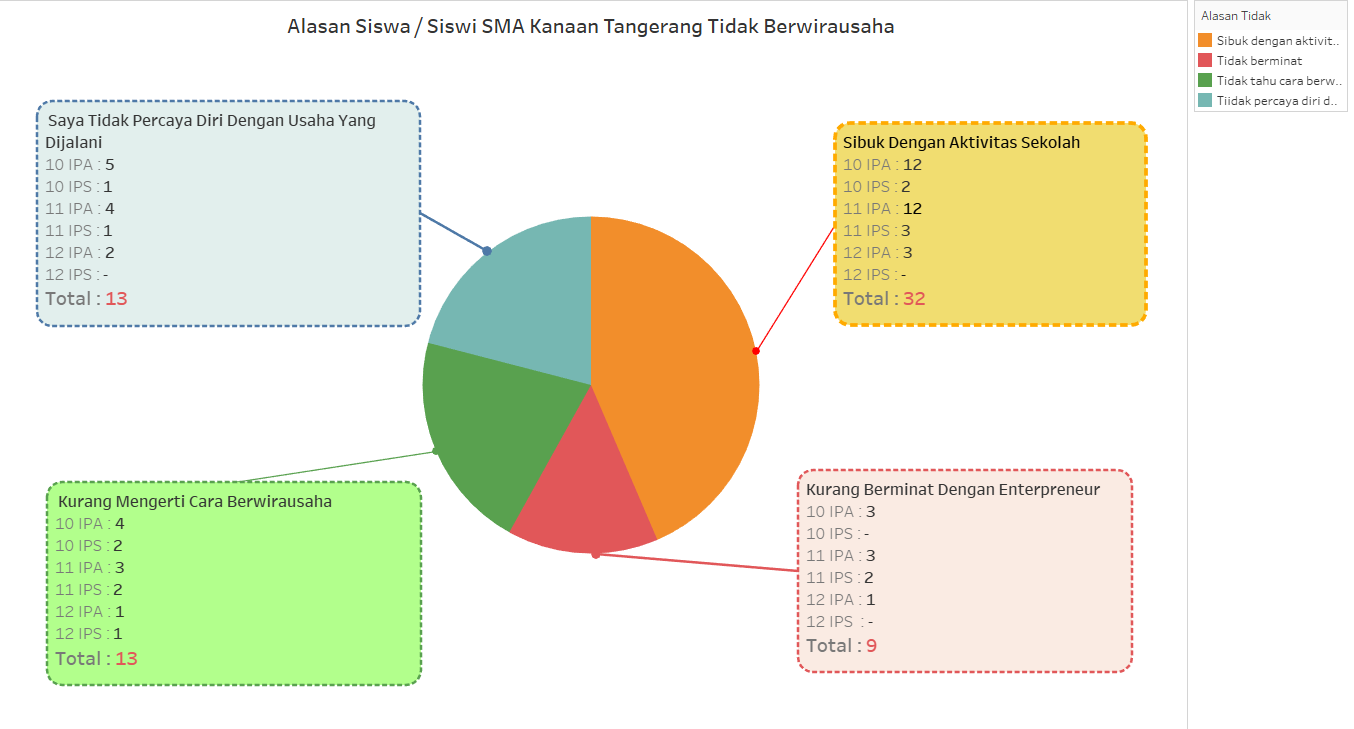 Alasan Siswa / Siswi SMA Kanaan Tangerang Tidak Berwirausaha
Alasan Tidak
Sibuk dengan aktivit..
Tidak berminat
Tidak tahu cara berw..
Tiidak percaya diri d..
Saya Tidak Percaya Diri Dengan Usaha Yang
Dijalani
10 IPA : 5
10 IPS : 1
11 IPA : 4
11 IPS : 1
12 IPA : 2
12 IPS : -
Total : 13
Sibuk Dengan Aktivitas Sekolah
10 IPA : 12
10 IPS : 2
11 IPA : 12
11 IPS : 3
12 IPA : 3
12 IPS : -
Total : 32
Kurang Mengerti Cara Berwirausaha
10 IPA : 4
10 IPS : 2
11 IPA : 3
11 IPS : 2
12 IPA : 1
12 IPS : 1
Total : 13
Kurang Berminat Dengan Enterpreneur
10 IPA : 3
10 IPS : -
11 IPA : 3
11 IPS : 2
12 IPA : 1
12 IPS : -
Total : 9